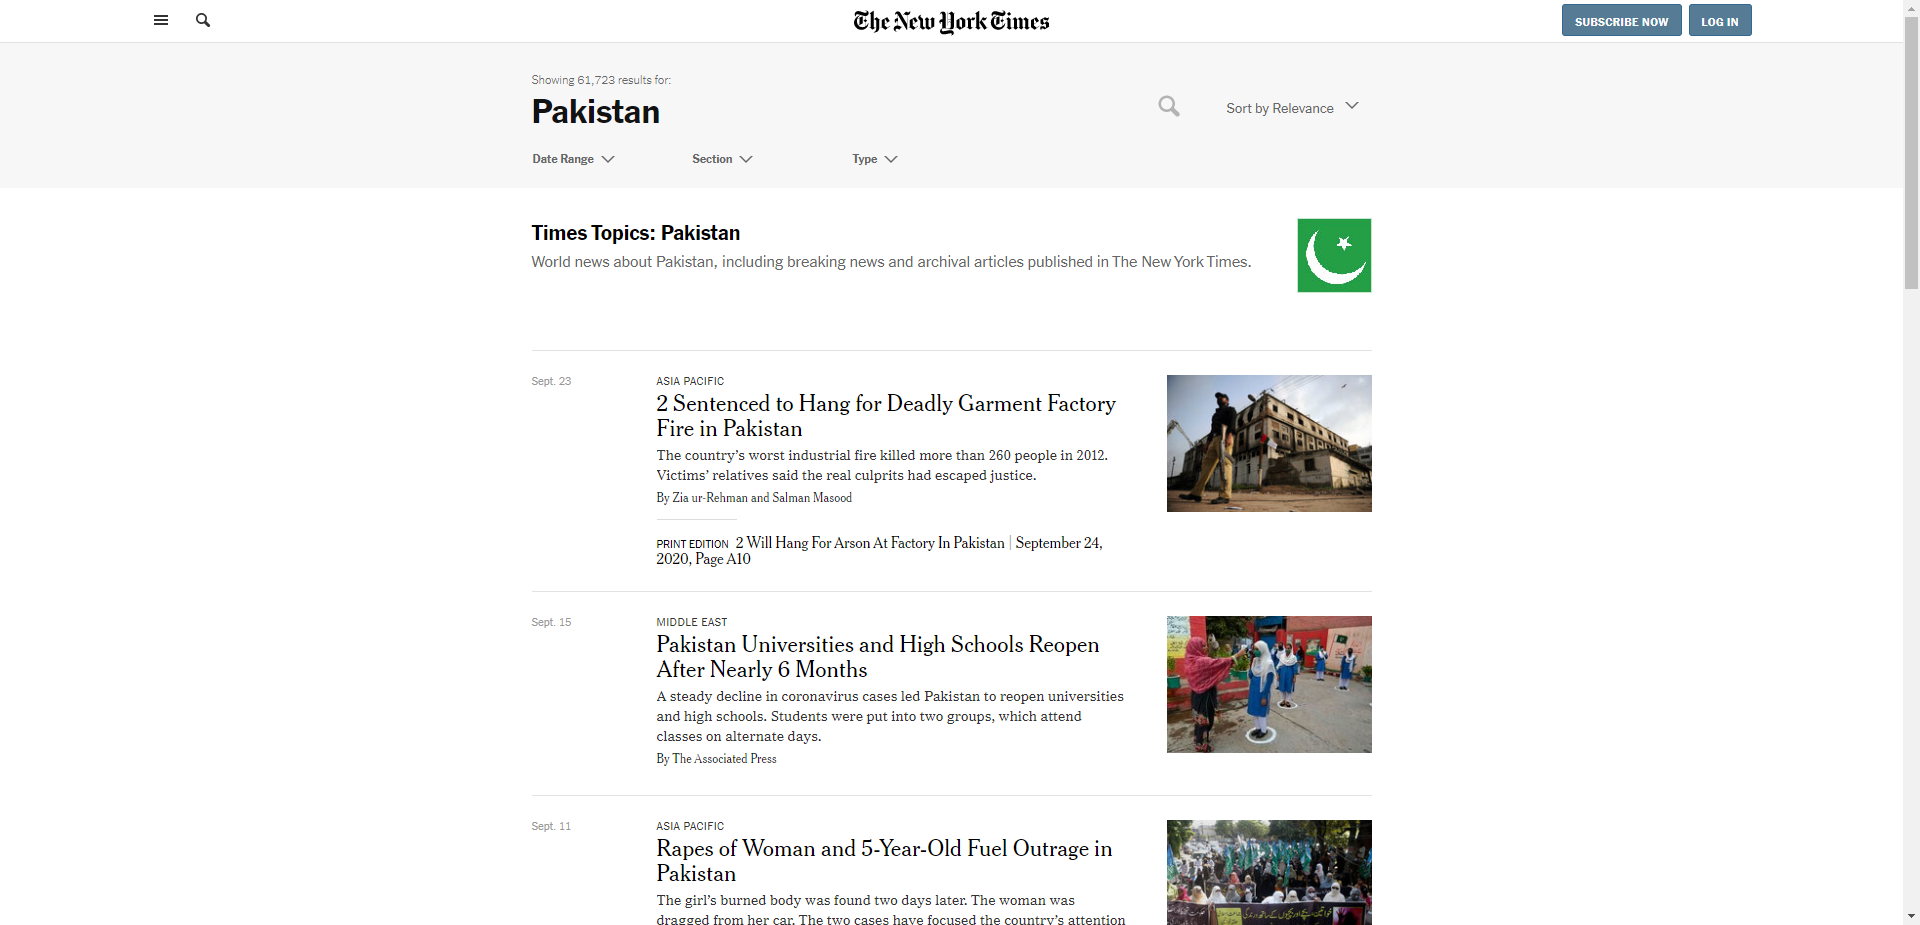 The New York Times
SUBSCRIBE NOW
LOG IN
Showing 61,723 results for:
Pakistan
Sort by Relevance
Date Range
Section
Type
Times Topics: Pakistan
World news about Pakistan, including breaking news and archival articles published in The New York Times.
Sept. 23
ASIA PACIFIC
2 Sentenced to Hang for Deadly Garment Factory
Fire in Pakistan
The country’s worst industrial fire killed more than 260 people in 2012.
Victims’ relatives said the real culprits had escaped justice.
By Zia ur-Rehman and Salman Masood
PRINT EDITION 2 Will Hang For Arson At Factory In Pakistan | September 24,
2020, Page A10
Sept. 15
MIDDLE EAST
Pakistan Universities and High Schools Reopen
After Nearly 6 Months
A steady decline in coronavirus cases led Pakistan to reopen universities
and high schools. Students were put into two groups, which attend
classes on alternate days.
By The Associated Press
Sept. 11
ASIA PACIFIC
Rapes of Woman and 5-Year-Old Fuel Outrage in
Pakistan
The girl’s burned body was found two days later. The woman was
dragged from her car. The two cases have focused the country’s attention